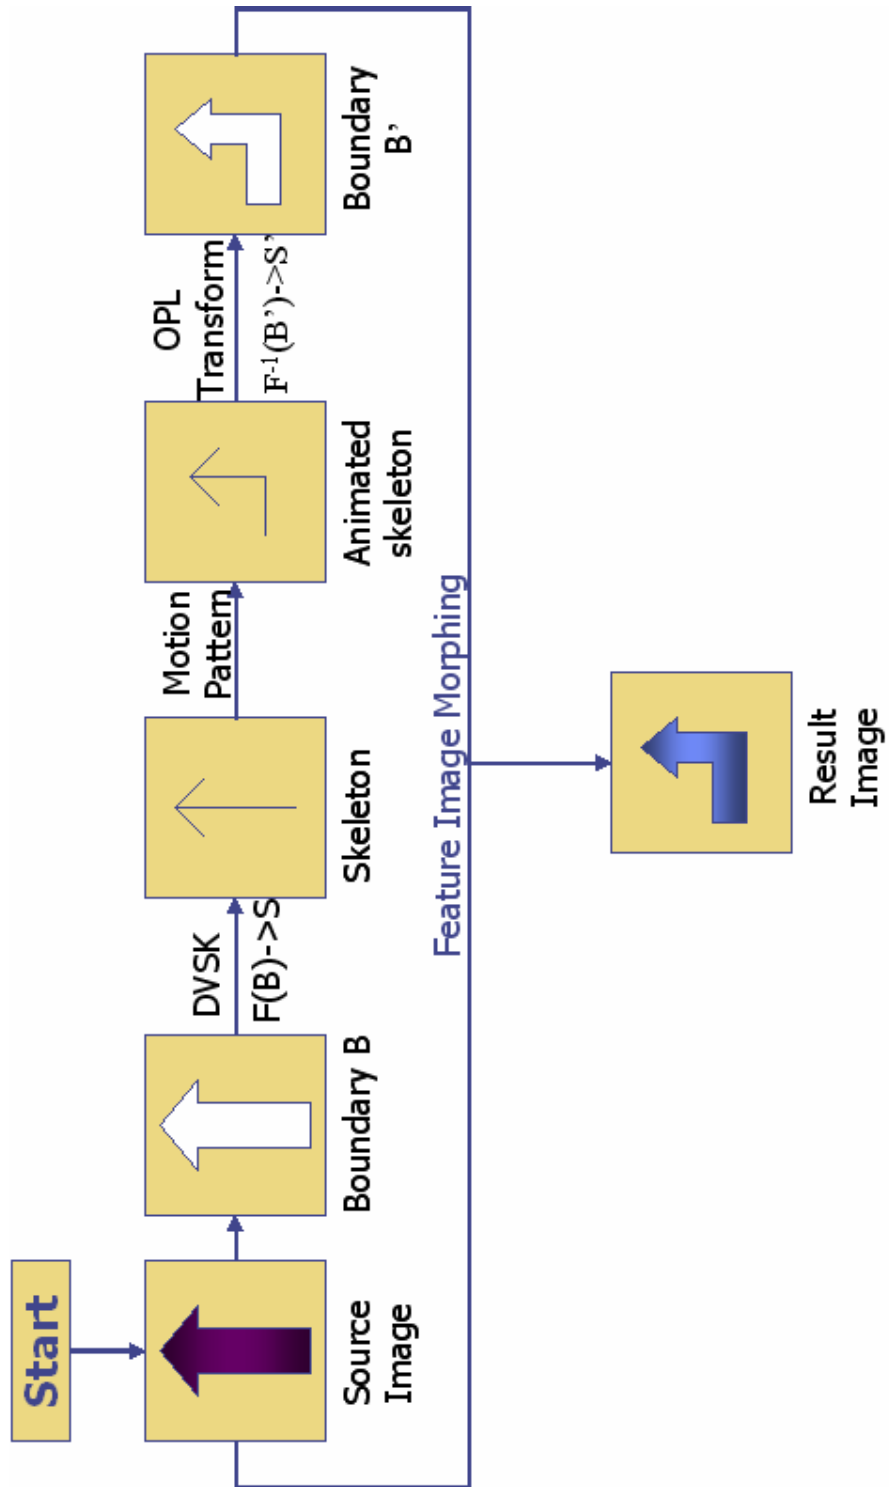 Start
Source
Image
Boundary B
DVSK
F(B)->S
Skeleton
Motion
Pattern
Animated
skeleton
OPL
Transform
F⁻¹(B’)->S’
Boundary
B’
Feature Image Morphing
Result
Image